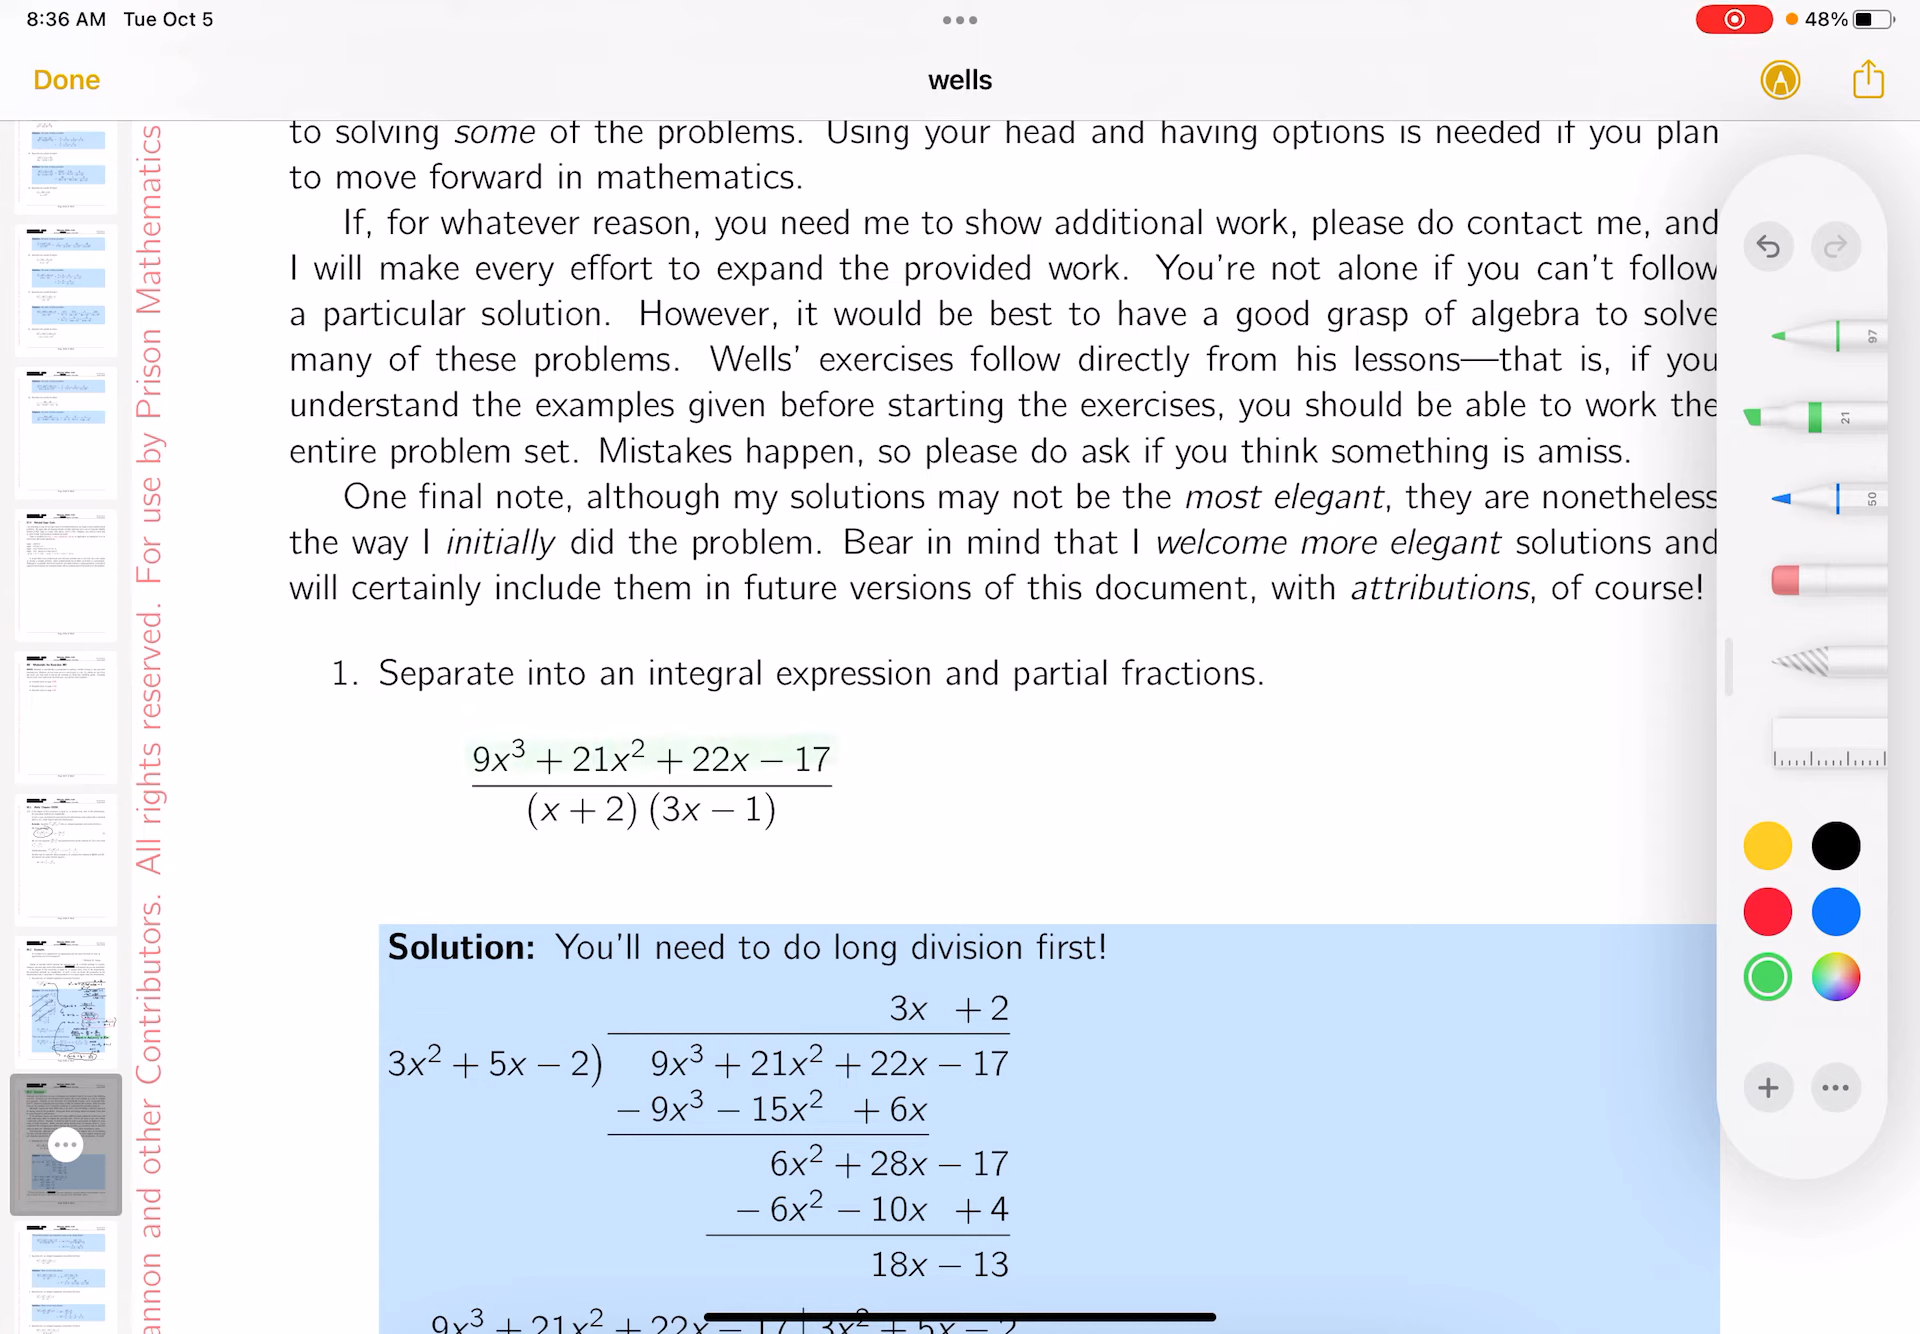 8:36 AM Tue Oct 5
48%
Done
wells
annon and other Contributors. All rights reserved. For use by Prison Mathematics
to solving some of the problems. Using your head and having options is needed if you plan
to move forward in mathematics.
If, for whatever reason, you need me to show additional work, please do contact me, and
I will make every effort to expand the provided work. You're not alone if you can't follow
a particular solution. However, it would be best to have a good grasp of algebra to solve
many of these problems. Wells' exercises follow directly from his lessons—that is, if you
understand the examples given before starting the exercises, you should be able to work the
entire problem set. Mistakes happen, so please do ask if you think something is amiss.
One final note, although my solutions may not be the most elegant, they are nonetheless
the way I initially did the problem. Bear in mind that I welcome more elegant solutions and
will certainly include them in future versions of this document, with attributions, of course!
1. Separate into an integral expression and partial fractions.
9x³ + 21x² + 22x − 17
(x + 2) (3x − 1)
Solution: You'll need to do long division first!
3x + 2
3x² + 5x − 2) 9x³ + 21x² + 22x − 17
− 9x³ − 15x² + 6x
6x² + 28x − 17
− 6x² − 10x + 4
18x − 13
9x³ + 21x² + 22x − 17 3x² + 5x − 2
97
21
50